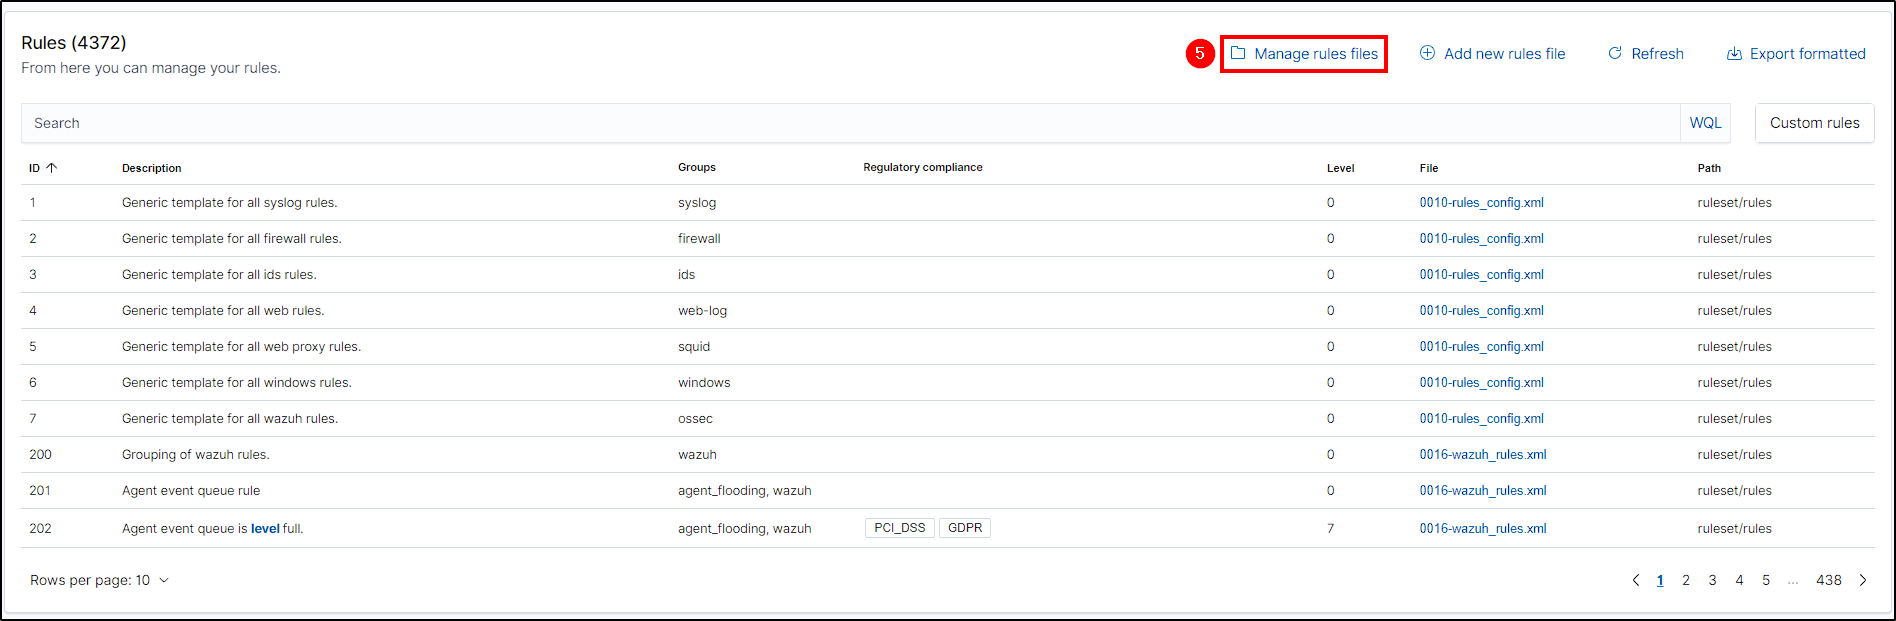 Rules (4372)
From here you can manage your rules.
5 Manage rules files Add new rules file Refresh Export formatted
Search WQL Custom rules
ID Description Groups Regulatory compliance Level File Path
1 Generic template for all syslog rules. syslog 0 0010-rules_config.xml ruleset/rules
2 Generic template for all firewall rules. firewall 0 0010-rules_config.xml ruleset/rules
3 Generic template for all ids rules. ids 0 0010-rules_config.xml ruleset/rules
4 Generic template for all web rules. web-log 0 0010-rules_config.xml ruleset/rules
5 Generic template for all web proxy rules. squid 0 0010-rules_config.xml ruleset/rules
6 Generic template for all windows rules. windows 0 0010-rules_config.xml ruleset/rules
7 Generic template for all wazuh rules. ossec 0 0010-rules_config.xml ruleset/rules
200 Grouping of wazuh rules. wazuh 0 0016-wazuh_rules.xml ruleset/rules
201 Agent event queue rule agent_flooding, wazuh 0 0016-wazuh_rules.xml ruleset/rules
202 Agent event queue is level full. agent_flooding, wazuh PCI_DSS GDPR 7 0016-wazuh_rules.xml ruleset/rules
Rows per page: 10 1 2 3 4 5 ... 438